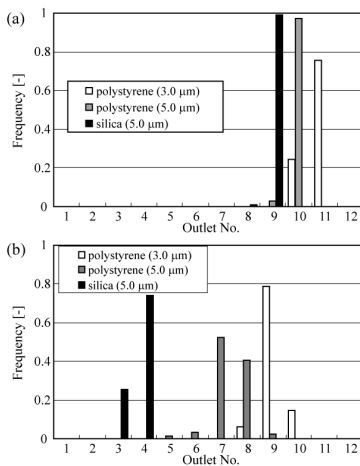 (a)
1
0.8
0.6
0.4
0.2
0
Frequency [-]
polystyrene (3.0 μm)
polystyrene (5.0 μm)
silica (5.0 μm)
1 2 3 4 5 6 7 8 9 10 11 12
Outlet No.
(b)
1
0.8
0.6
0.4
0.2
0
Frequency [-]
polystyrene (3.0 μm)
polystyrene (5.0 μm)
silica (5.0 μm)
1 2 3 4 5 6 7 8 9 10 11 12
Outlet No.